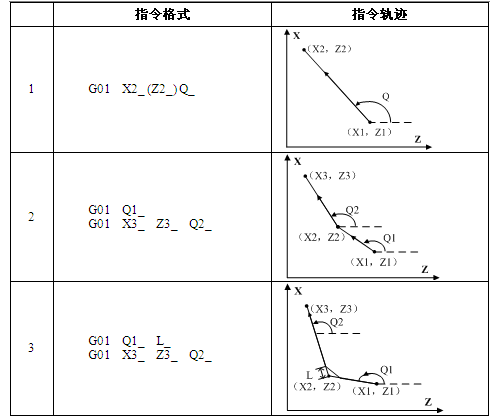 指令格式 指令轨迹
1
G01 X2_(Z2_)Q_
X
(X2, Z2)
Q
(X1, Z1)
Z
2
G01 Q1_
G01 X3_ Z3_ Q2_
X
(X3, Z3)
Q2
(X2, Z2)
Q1
(X1, Z1)
Z
3
G01 Q1_ L_
G01 X3_ Z3_ Q2_
X
(X3, Z3)
Q2
L
Q1
(X2, Z2)
(X1, Z1)
Z